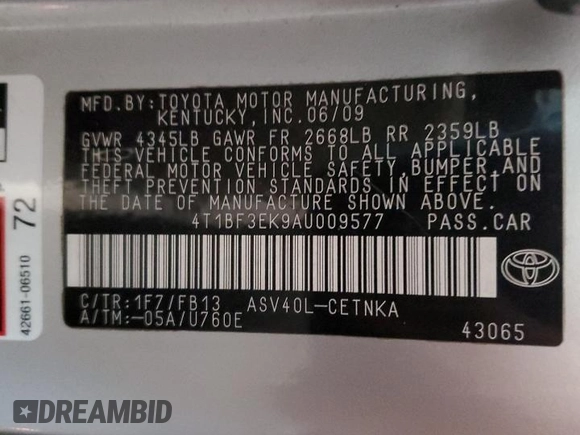 MFD.BY:TOYOTA MOTOR MANUFACTURING,
KENTUCKY, INC.06/09
GVWR 4345LB GAWR FR 2668LB RR 2359LB
THIS VEHICLE CONFORMS TO ALL APPLICABLE
FEDERAL MOTOR VEHICLE SAFETY,BUMPER,AND
THEFT PREVENTION STANDARDS IN EFFECT ON
THE DATE OF MANUFACTURE SHOWN ABOVE.
4T1BF3EK9AU009577 PASS.CAR
C/TR:1F7/FB13 ASV40L-CETNKA
A/TM:-05A/U760E
43065
TOYOTA
72
42661-06510
DREAMBID